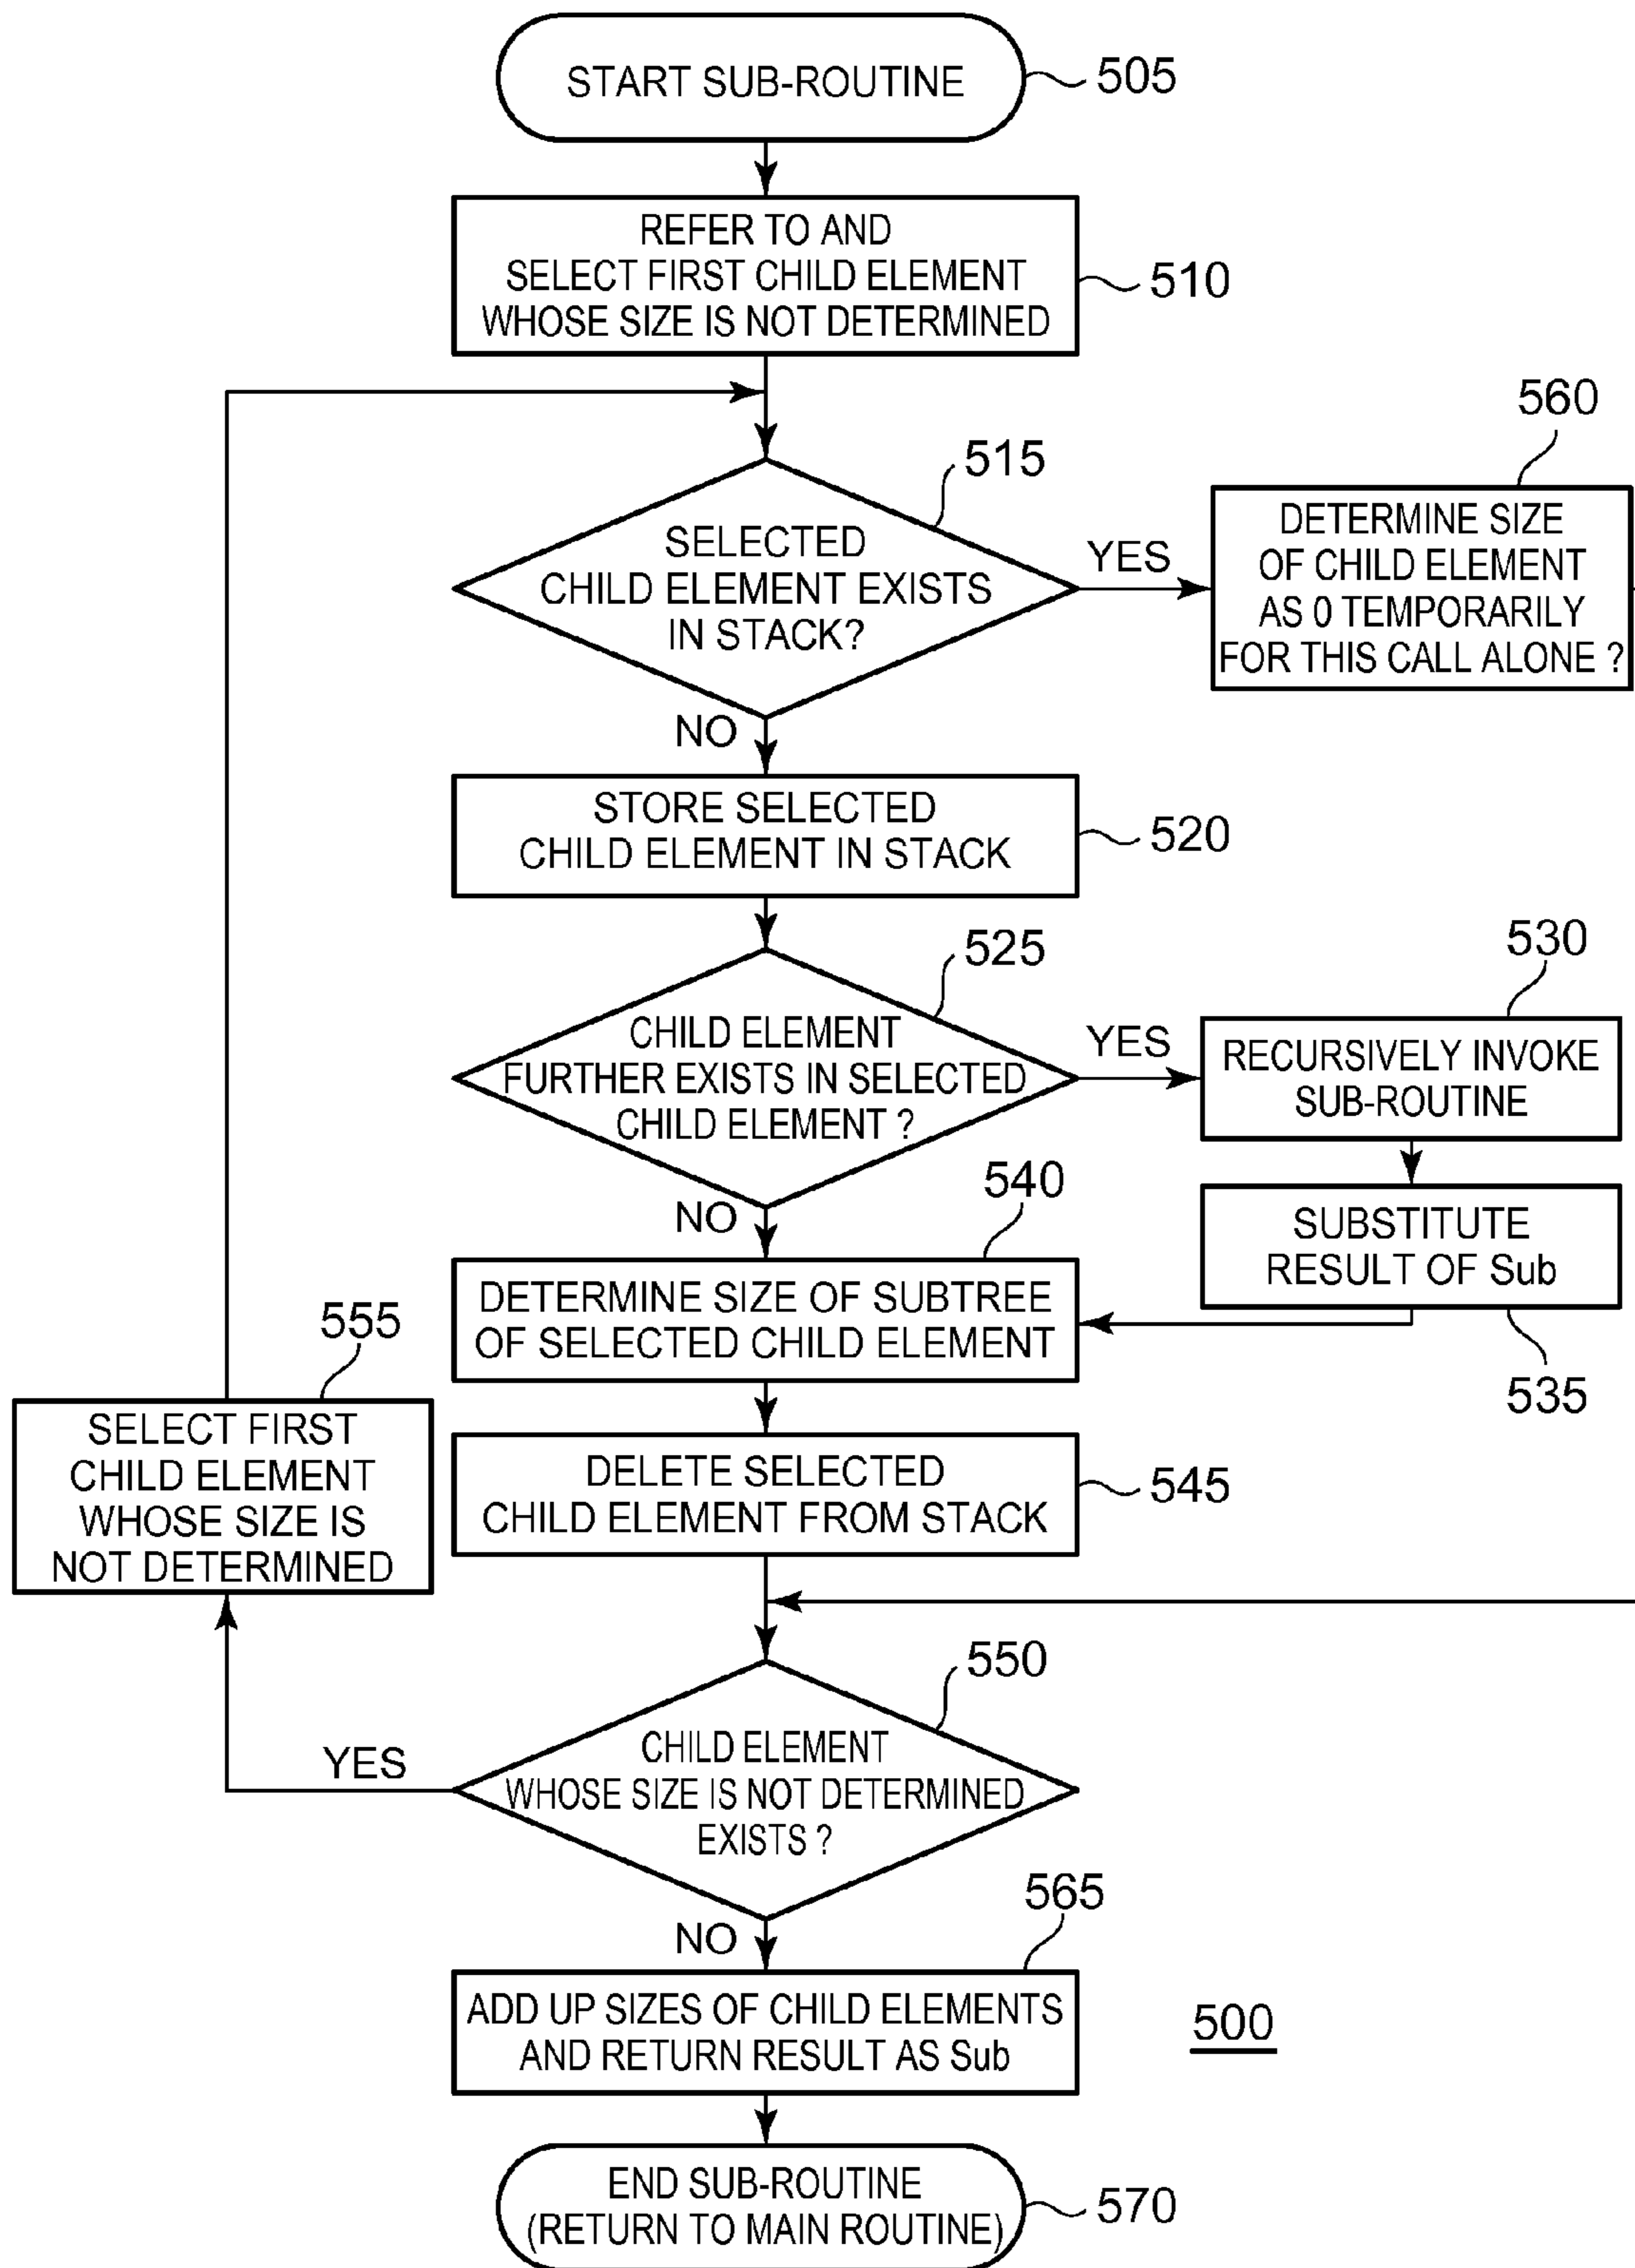 START SUB-ROUTINE
505
REFER TO AND
SELECT FIRST CHILD ELEMENT
WHOSE SIZE IS NOT DETERMINED
510
515
SELECTED
CHILD ELEMENT EXISTS
IN STACK?
YES
560
DETERMINE SIZE
OF CHILD ELEMENT
AS 0 TEMPORARILY
FOR THIS CALL ALONE ?
NO
STORE SELECTED
CHILD ELEMENT IN STACK
520
525
CHILD ELEMENT
FURTHER EXISTS IN SELECTED
CHILD ELEMENT ?
YES
530
RECURSIVELY INVOKE
SUB-ROUTINE
SUBSTITUTE
RESULT OF Sub
535
NO
540
DETERMINE SIZE OF SUBTREE
OF SELECTED CHILD ELEMENT
DELETE SELECTED
CHILD ELEMENT FROM STACK
545
555
SELECT FIRST
CHILD ELEMENT
WHOSE SIZE IS
NOT DETERMINED
550
CHILD ELEMENT
WHOSE SIZE IS NOT DETERMINED
EXISTS ?
YES
NO
565
ADD UP SIZES OF CHILD ELEMENTS
AND RETURN RESULT AS Sub
500
END SUB-ROUTINE
(RETURN TO MAIN ROUTINE)
570